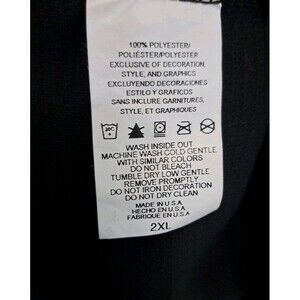 100% POLYESTER/
POLIÉSTER/POLYESTER
EXCLUSIVE OF DECORATION,
STYLE, AND GRAPHICS
EXCLUYENDO DECORACIONES
ESTILO Y GRAFICOS
SANS INCLURE GARNITURES,
STYLE, ET GRAPHIQUES
WASH INSIDE OUT
MACHINE WASH COLD GENTLE
WITH SIMILAR COLORS
DO NOT BLEACH
TUMBLE DRY LOW GENTLE
REMOVE PROMPTLY
DO NOT IRON DECORATION
DO NOT DRY CLEAN
MADE IN U.S.A.
HECHO EN U.S.A.
FABRIQUE EN U.S.A
2XL